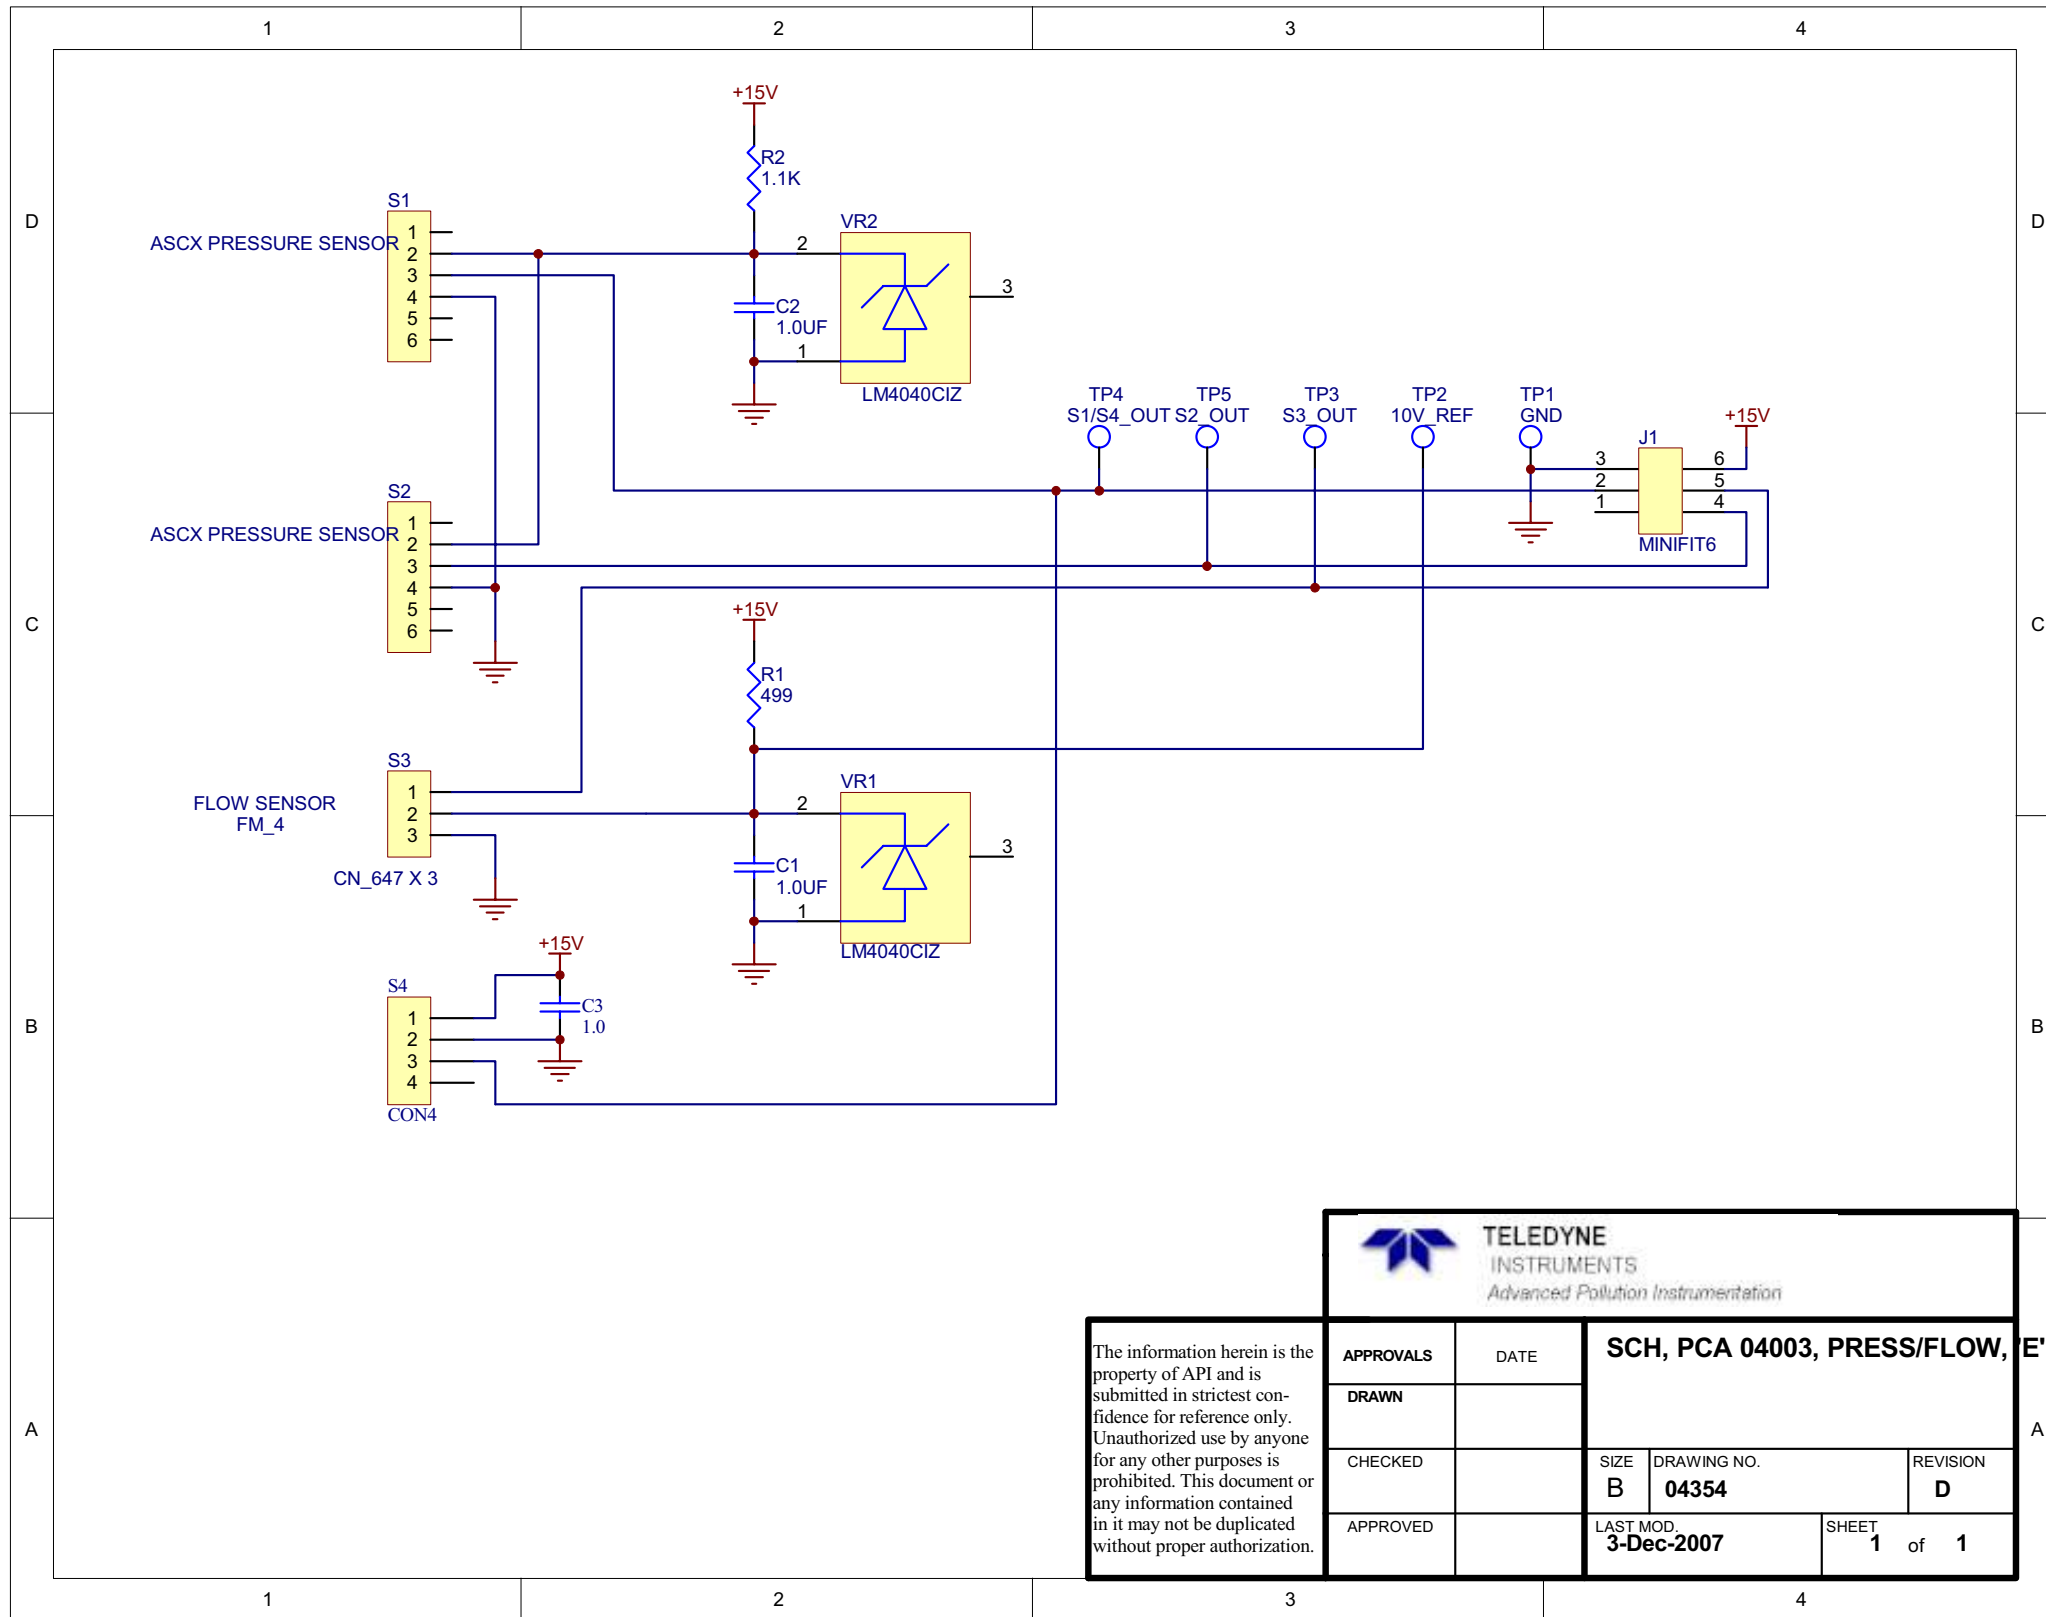 1 2 3 4
D D
C C
B B
A A
+15V
R2
1.1K
S1
ASCX PRESSURE SENSOR
1
2
3
4
5
6
VR2
2
3
1
C2
1.0UF
LM4040CIZ
TP4
S1/S4_OUT
TP5
S2_OUT
TP3
S3_OUT
TP2
10V_REF
TP1
GND
+15V
J1
3
2
1
6
5
4
MINIFIT6
S2
ASCX PRESSURE SENSOR
1
2
3
4
5
6
+15V
R1
499
S3
FLOW SENSOR
FM_4
1
2
3
CN_647 X 3
VR1
2
3
1
C1
1.0UF
LM4040CIZ
+15V
S4
C3
1.0
1
2
3
4
CON4
TELEDYNE
INSTRUMENTS
Advanced Pollution Instrumentation
The information herein is the
property of API and is
submitted in strictest con-
fidence for reference only.
Unauthorized use by anyone
for any other purposes is
prohibited. This document or
any information contained
in it may not be duplicated
without proper authorization.
APPROVALS
DATE
DRAWN
CHECKED
APPROVED
SCH, PCA 04003, PRESS/FLOW, 'E'
SIZE
B
DRAWING NO.
04354
REVISION
D
LAST MOD.
3-Dec-2007
SHEET
1 of 1
1 2 3 4